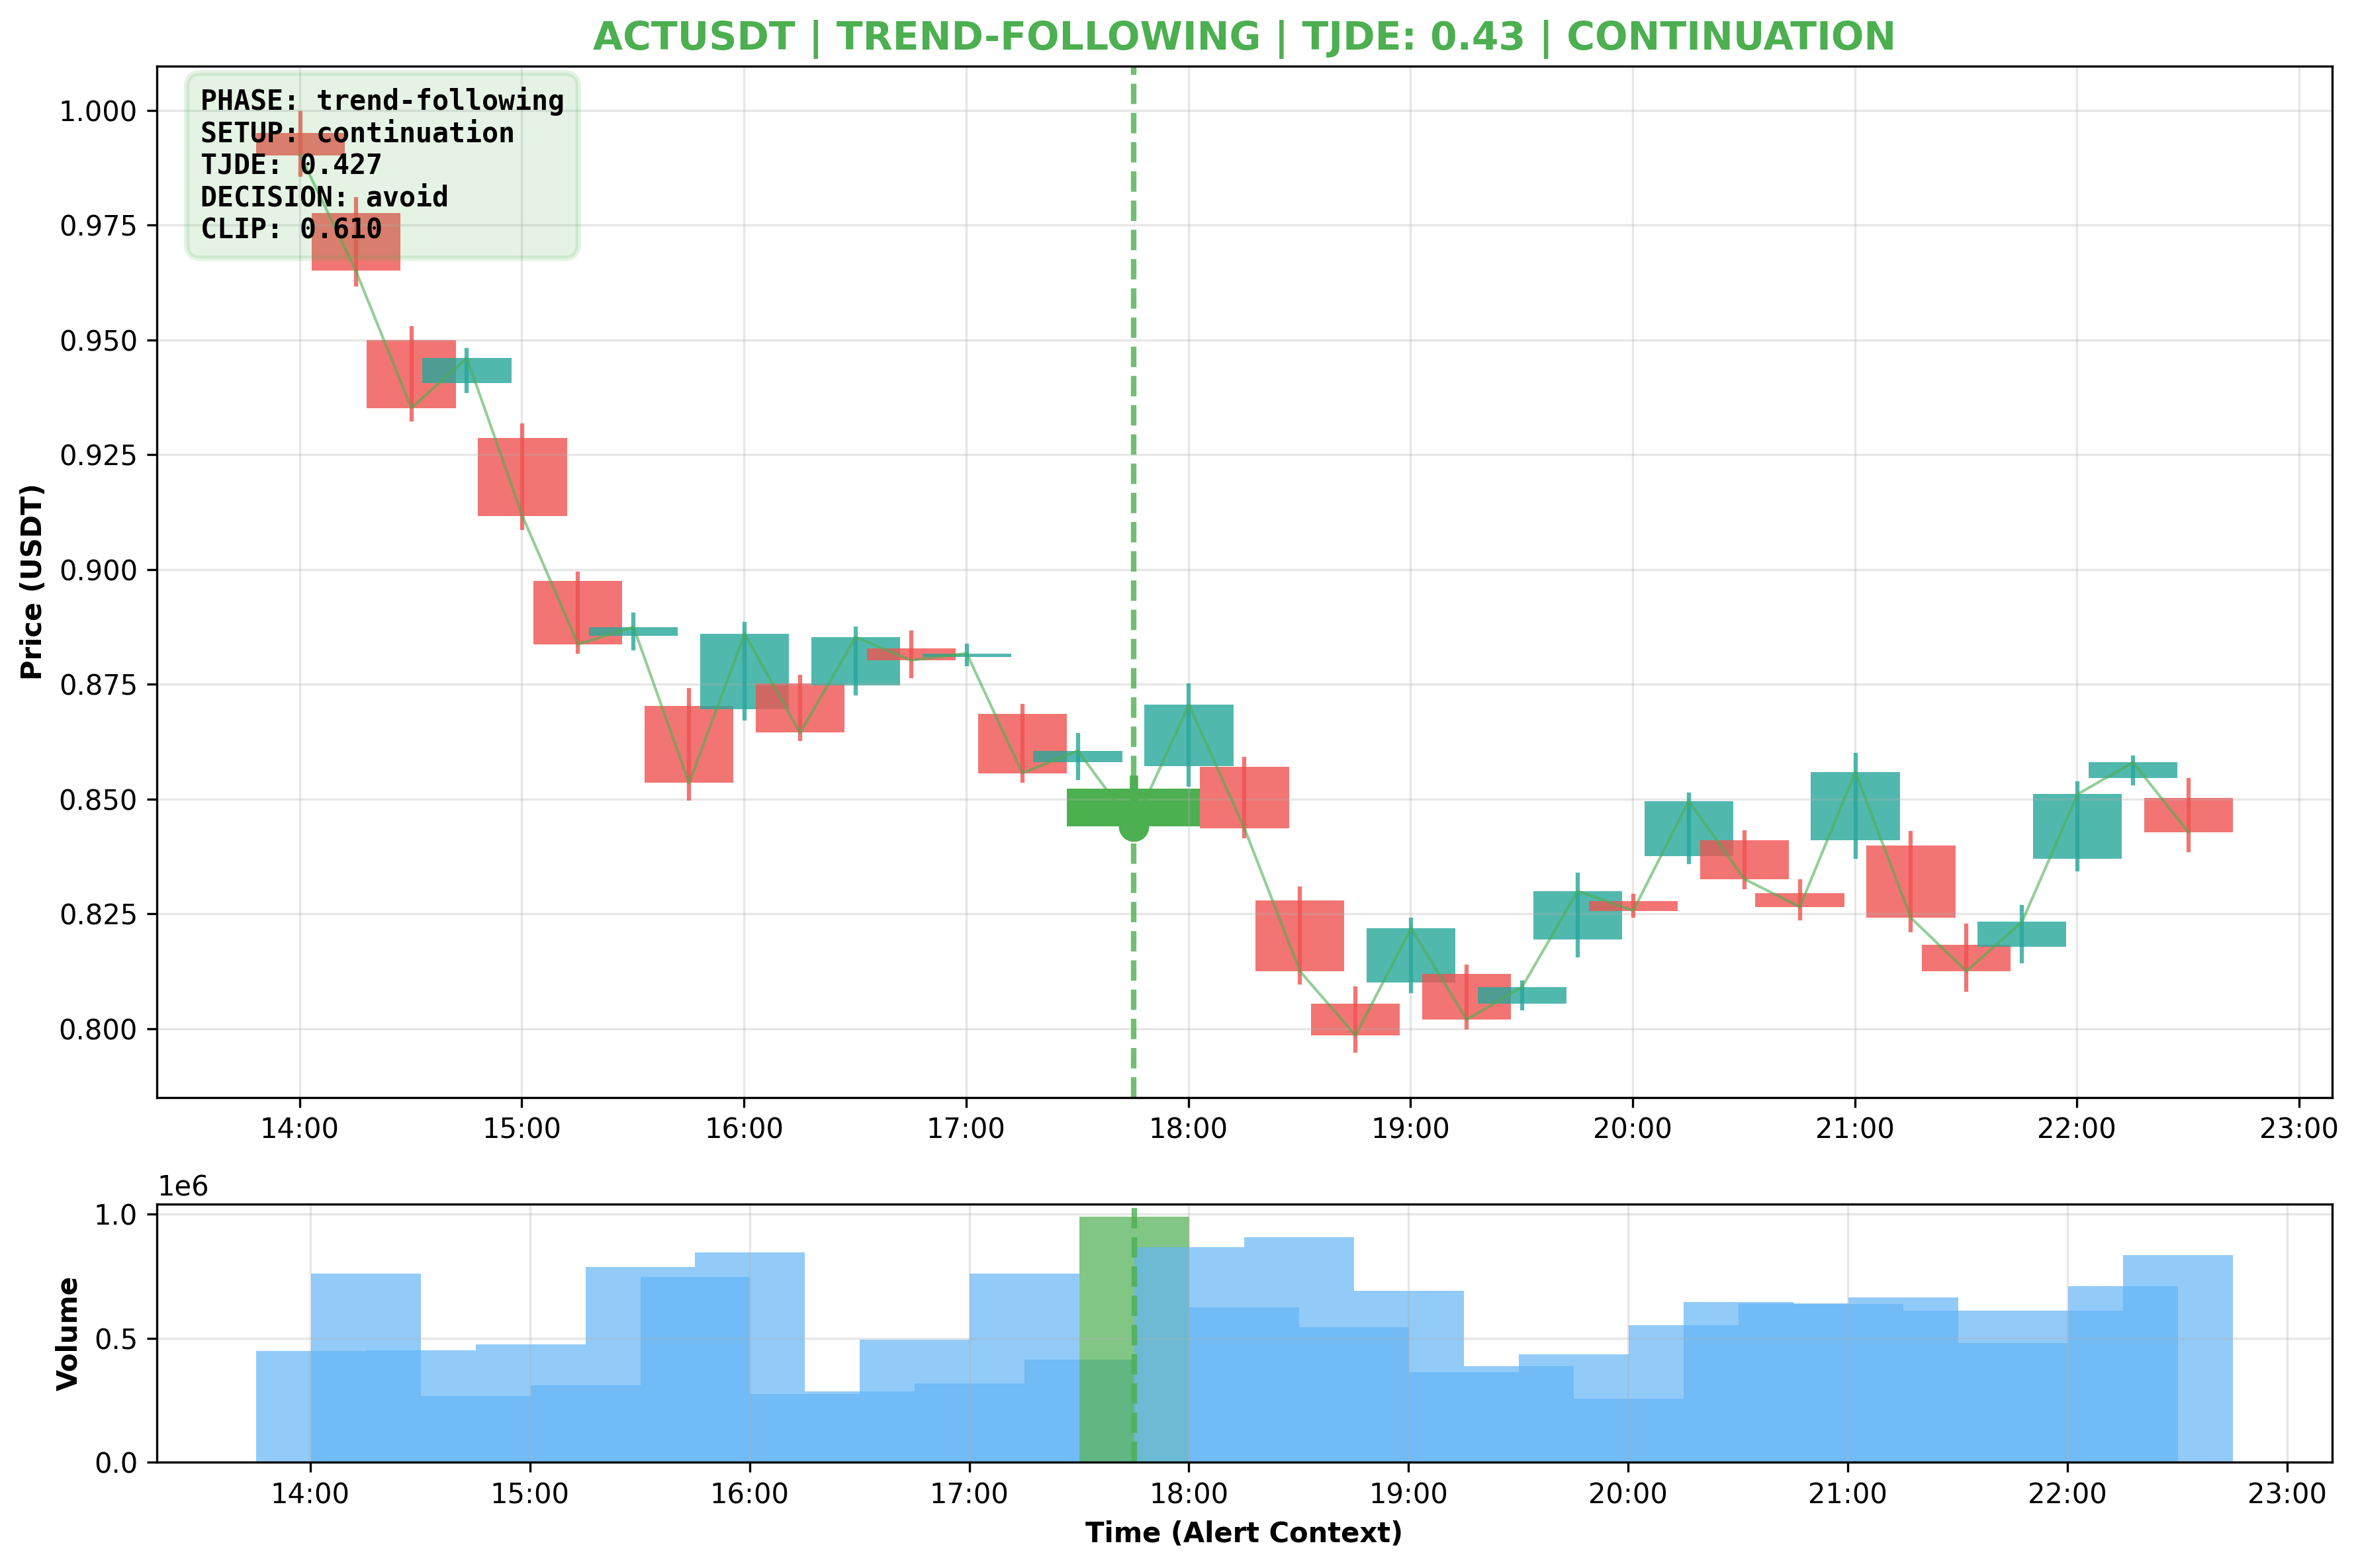 ACTUSDT | TREND-FOLLOWING | TJDE: 0.43 | CONTINUATION
PHASE: trend-following
SETUP: continuation
TJDE: 0.427
DECISION: avoid
CLIP: 0.610
Price (USDT)
1.000
0.975
0.950
0.925
0.900
0.875
0.850
0.825
0.800
14:00 15:00 16:00 17:00 18:00 19:00 20:00 21:00 22:00 23:00
1e6
Volume
1.0
0.5
0.0
14:00 15:00 16:00 17:00 18:00 19:00 20:00 21:00 22:00 23:00
Time (Alert Context)